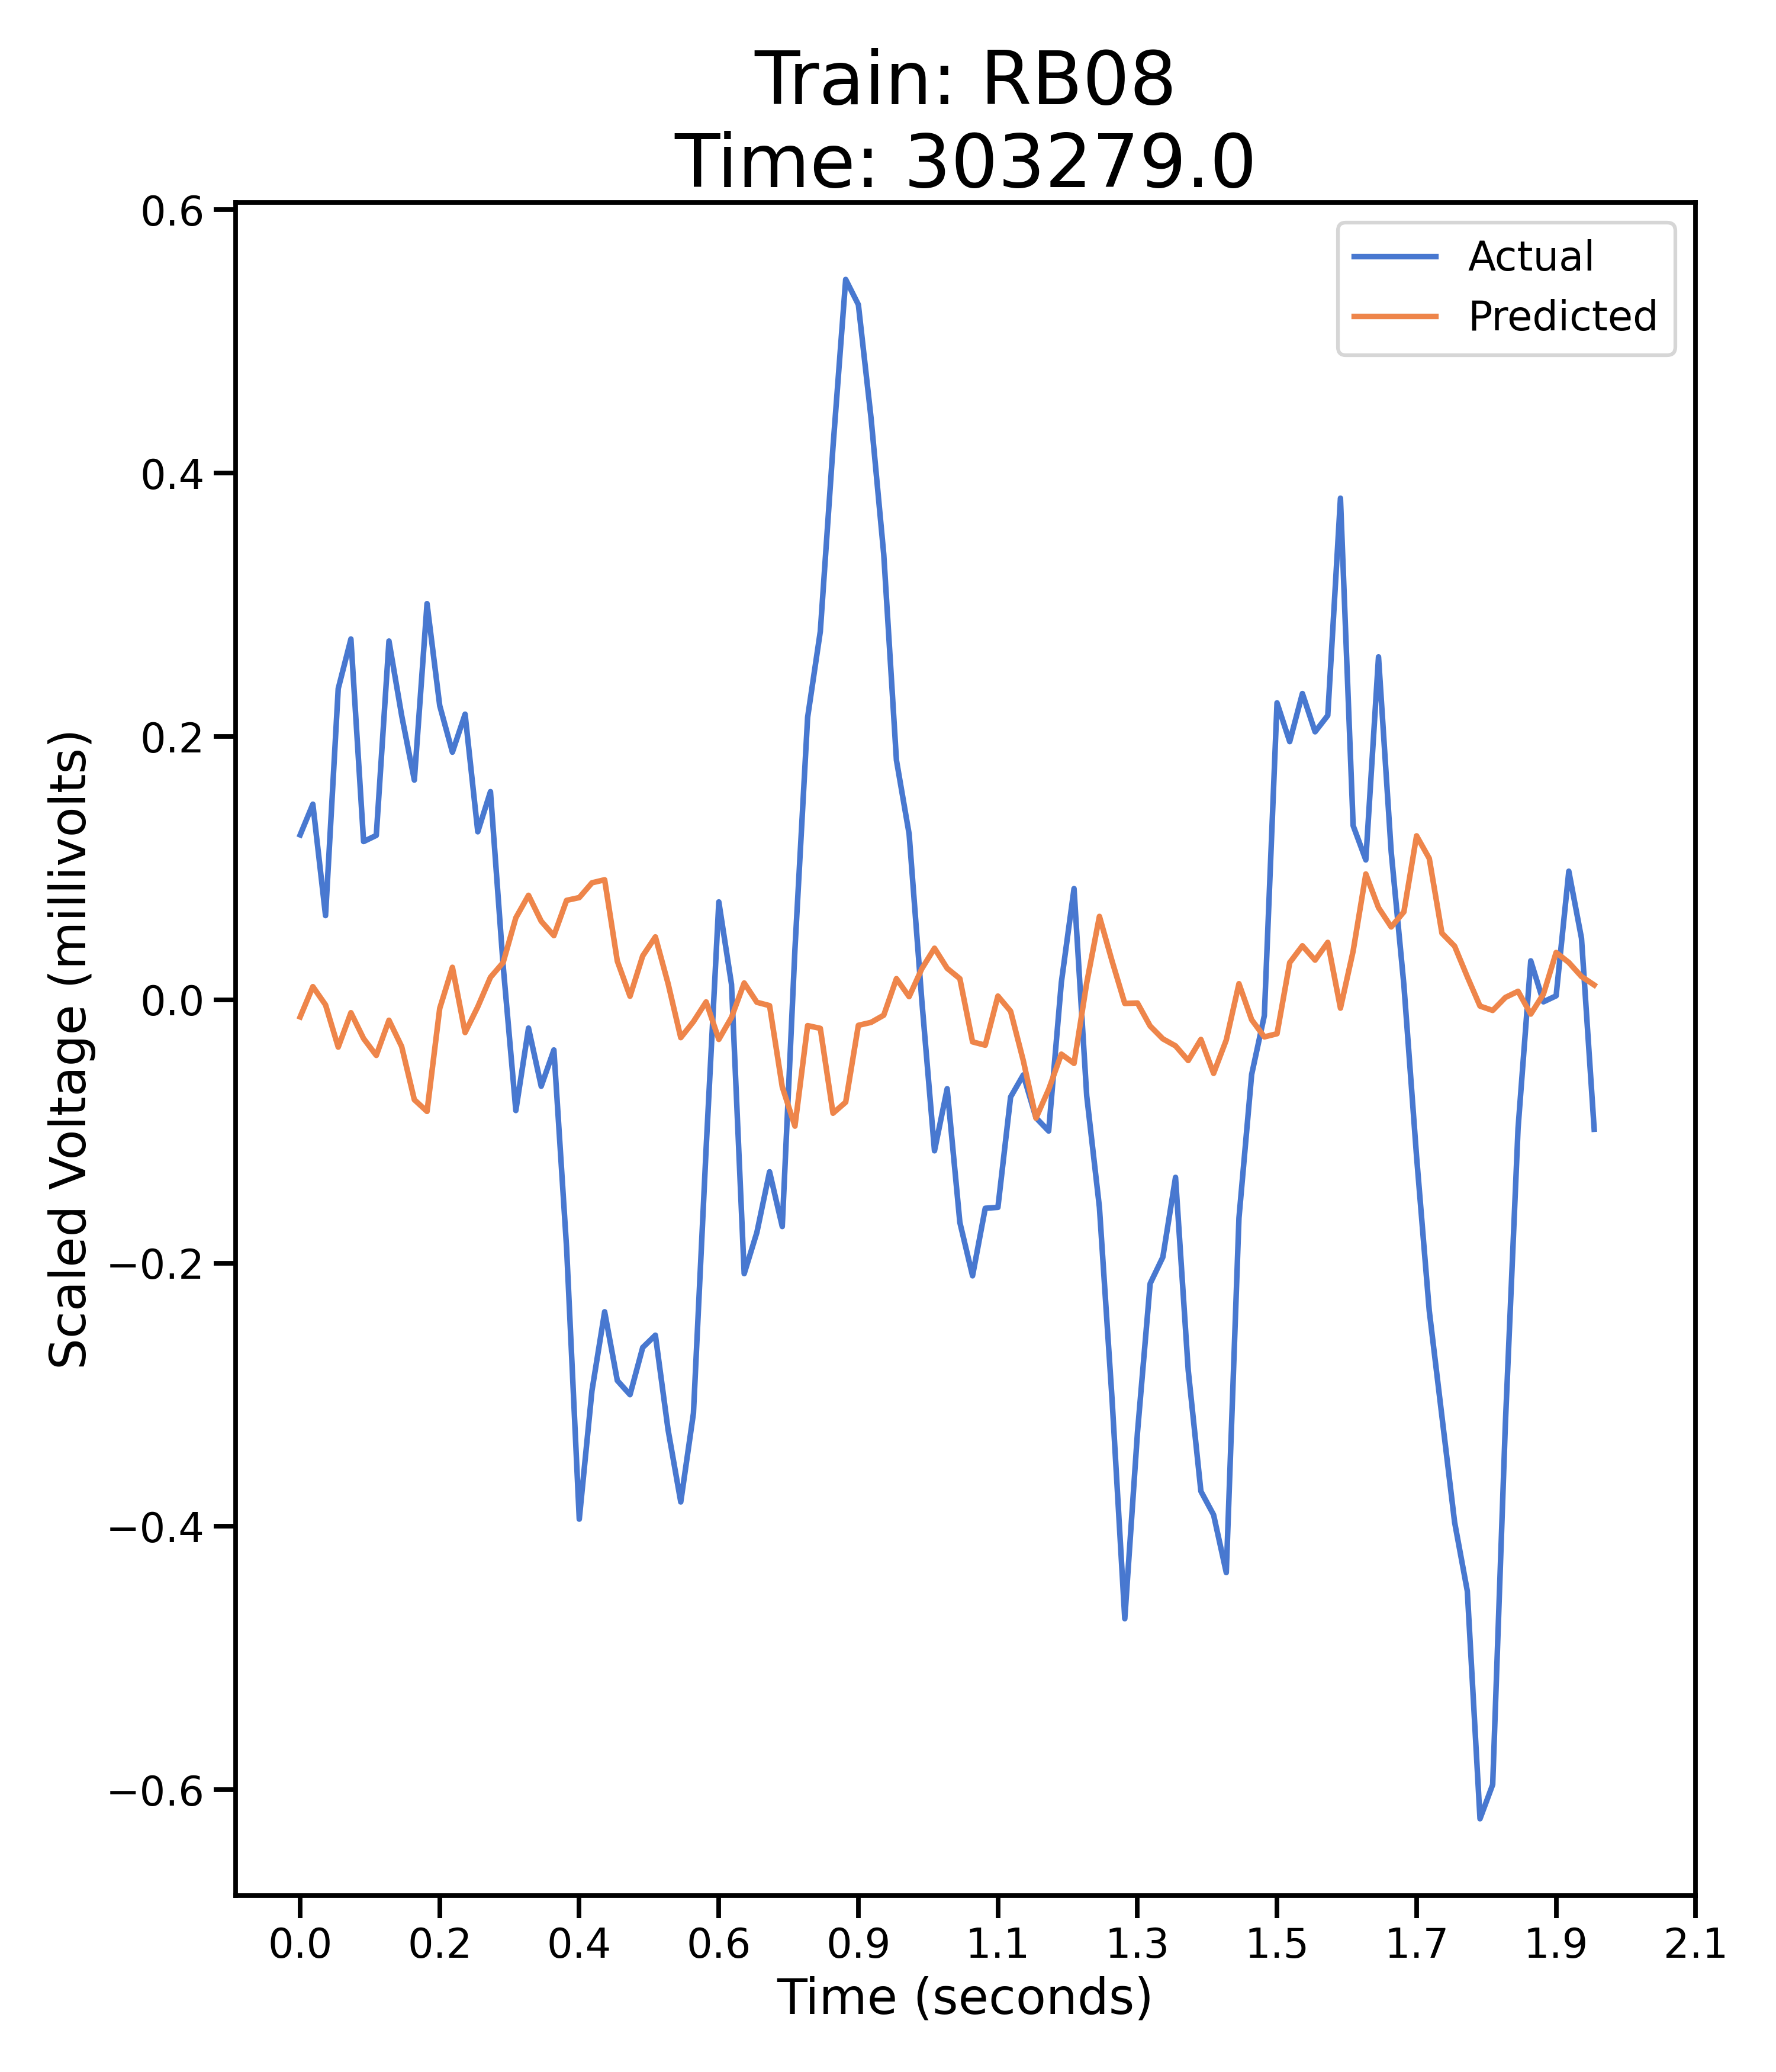 Train: RB08
Time: 303279.0
Actual
Predicted
Scaled Voltage (millivolts)
0.6
0.4
0.2
0.0
−0.2
−0.4
−0.6
0.0 0.2 0.4 0.6 0.9 1.1 1.3 1.5 1.7 1.9 2.1
Time (seconds)